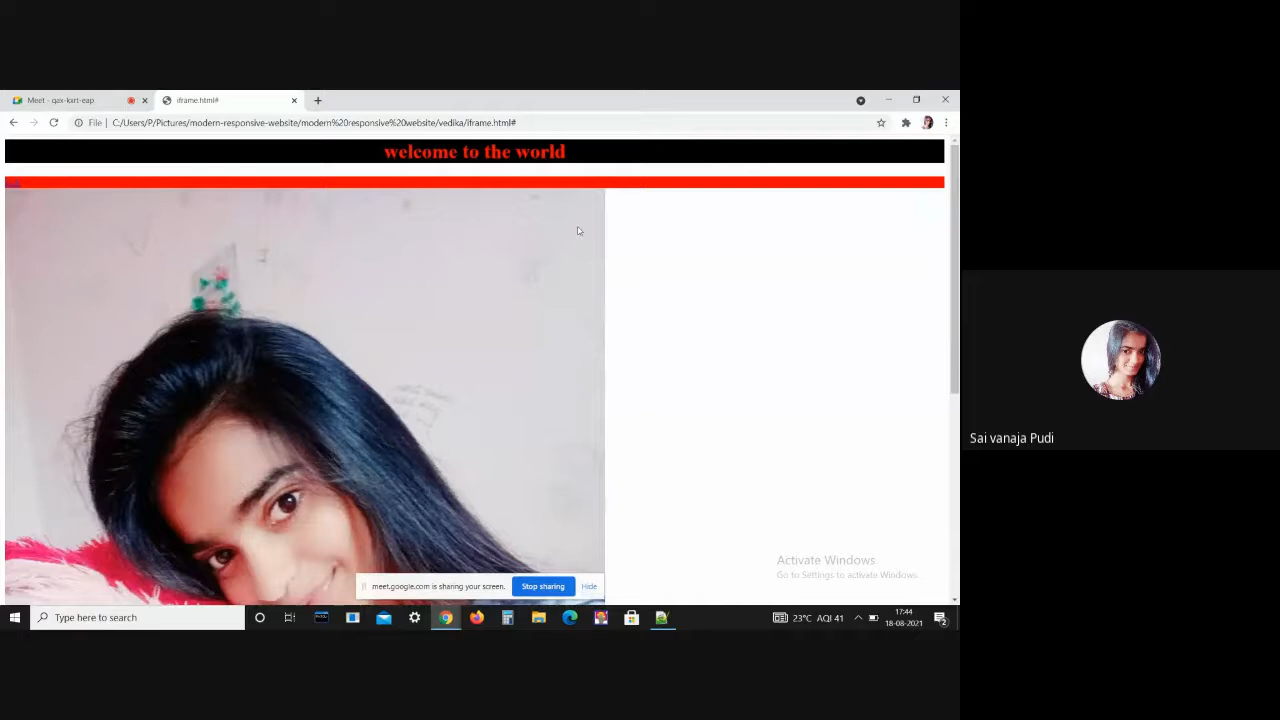 Meet - qax-kxrt-eap
iframe.html#
File | C:/Users/P/Pictures/modern-responsive-website/modern%20responsive%20website/vedika/iframe.html#
welcome to the world
Sai vanaja Pudi
Activate Windows
Go to Settings to activate Windows.
meet.google.com is sharing your screen.
Stop sharing
Hide
Type here to search
23°C AQI 41
17:44
18-08-2021
2